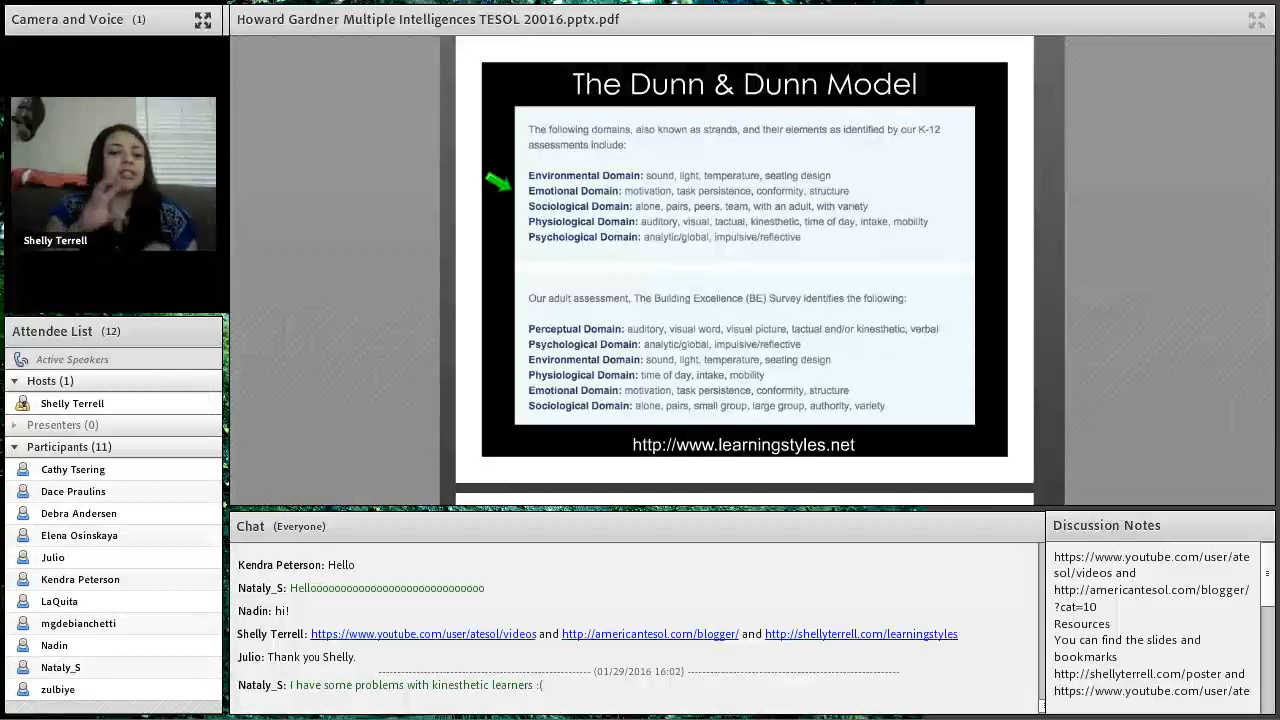 Camera and Voice (1)
Shelly Terrell
Attendee List (12)
Active Speakers
Hosts (1)
Shelly Terrell
Presenters (0)
Participants (11)
Cathy Tsering
Dace Praulins
Debra Andersen
Elena Osinskaya
Julio
Kendra Peterson
LaQuita
mgdebianchetti
Nadin
Nataly_S
zulbiye
Howard Gardner Multiple Intelligences TESOL 20016.pptx.pdf
The Dunn & Dunn Model
The following domains, also known as strands, and their elements as identified by our K-12
assessments include:
Environmental Domain: sound, light, temperature, seating design
Emotional Domain: motivation, task persistence, conformity, structure
Sociological Domain: alone, pairs, peers, team, with an adult, with variety
Physiological Domain: auditory, visual, tactual, kinesthetic, time of day, intake, mobility
Psychological Domain: analytic/global, impulsive/reflective
Our adult assessment, The Building Excellence (BE) Survey identifies the following:
Perceptual Domain: auditory, visual word, visual picture, tactual and/or kinesthetic, verbal
Psychological Domain: analytic/global, impulsive/reflective
Environmental Domain: sound, light, temperature, seating design
Physiological Domain: time of day, intake, mobility
Emotional Domain: motivation, task persistence, conformity, structure
Sociological Domain: alone, pairs, small group, large group, authority, variety
http://www.learningstyles.net
Chat (Everyone)
Kendra Peterson: Hello
Nataly_S: Hellooooooooooooooooooooooooooooo
Nadin: hi!
Shelly Terrell: https://www.youtube.com/user/atesol/videos and http://americantesol.com/blogger/ and http://shellyterrell.com/learningstyles
Julio: Thank you Shelly.
(01/29/2016 16:02)
Nataly_S: I have some problems with kinesthetic learners :(
Discussion Notes
https://www.youtube.com/user/ate
sol/videos and
http://americantesol.com/blogger/
?cat=10
Resources
You can find the slides and
bookmarks
http://shellyterrell.com/poster and
https://www.youtube.com/user/ate